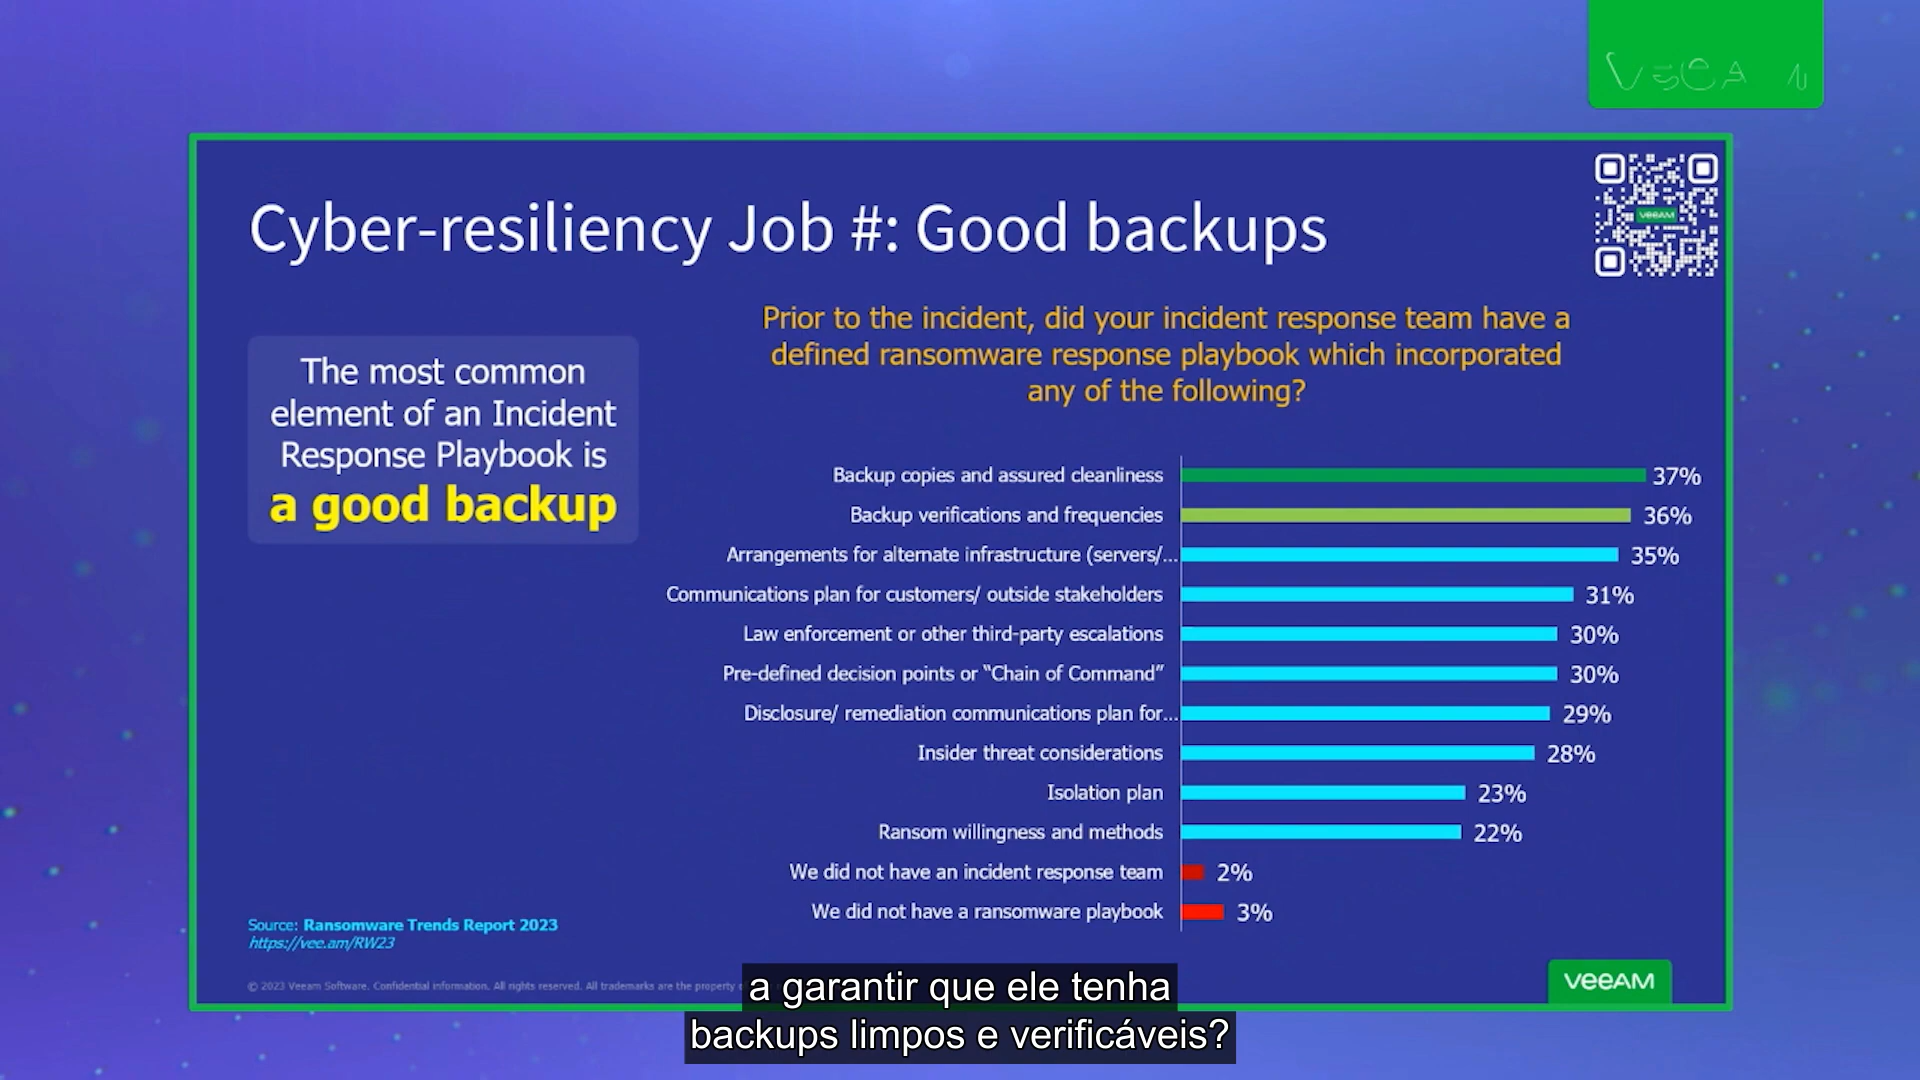 Cyber-resiliency Job #: Good backups
VEEAM
The most common
element of an Incident
Response Playbook is
a good backup
Prior to the incident, did your incident response team have a
defined ransomware response playbook which incorporated
any of the following?
Backup copies and assured cleanliness 37%
Backup verifications and frequencies 36%
Arrangements for alternate infrastructure (servers/... 35%
Communications plan for customers/ outside stakeholders 31%
Law enforcement or other third-party escalations 30%
Pre-defined decision points or “Chain of Command” 30%
Disclosure/ remediation communications plan for... 29%
Insider threat considerations 28%
Isolation plan 23%
Ransom willingness and methods 22%
We did not have an incident response team 2%
We did not have a ransomware playbook 3%
Source: Ransomware Trends Report 2023
https://vee.am/RW23
© 2023 Veeam Software. Confidential information. All rights reserved. All trademarks are the property
VEEAM
a garantir que ele tenha
backups limpos e verificáveis?